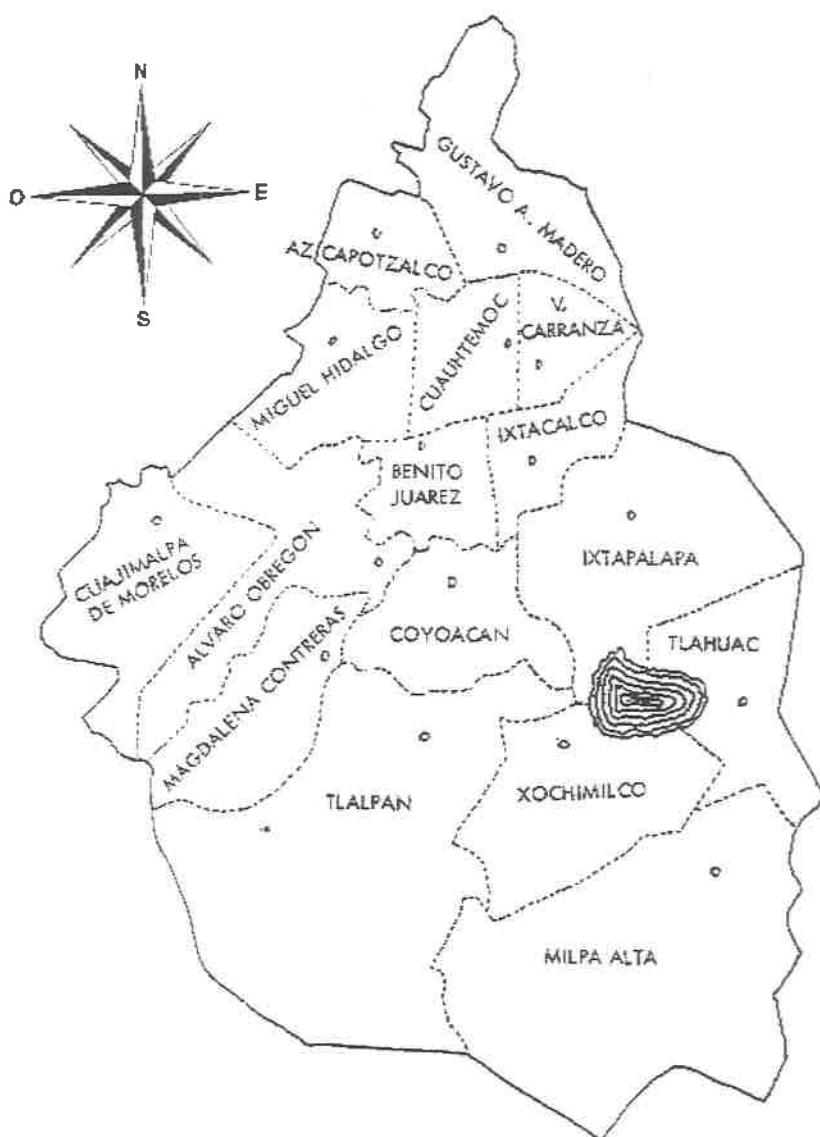 N
O
E
S
GUSTAVO A. MADERO
AZCAPOTZALCO
V.
CARRANZA
CUAUHTEMOC
MIGUEL HIDALGO
IXTACALCO
BENITO
JUAREZ
IXTAPALAPA
CUAJIMALPA
DE MORELOS
ALVARO OBREGON
COYOACAN
TLAHUAC
MAGDALENA CONTRERAS
TLALPAN
XOCHIMILCO
MILPA ALTA